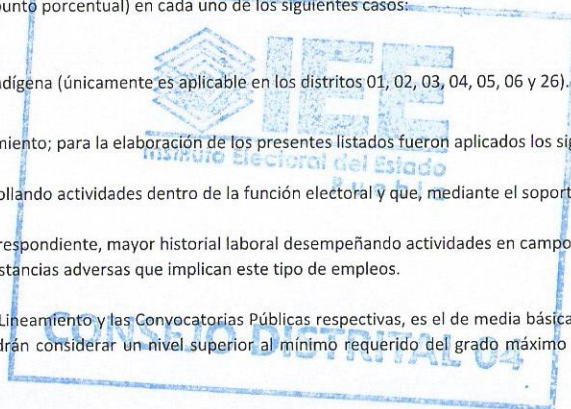 punto porcentual) en cada uno de los siguientes casos:
ndígena (únicamente es aplicable en los distritos 01, 02, 03, 04, 05, 06 y 26).
IEE
miento; para la elaboración de los presentes listados fueron aplicados los sig
Instituto Electoral del Estado
ollando actividades dentro de la función electoral y que, mediante el soport
Puebla
respondiente, mayor historial laboral desempeñando actividades en campo
stancias adversas que implican este tipo de empleos.
Lineamiento y las Convocatorias Públicas respectivas, es el de media básica
CONSEJO DISTRITAL 04
drán considerar un nivel superior al mínimo requerido del grado máximo